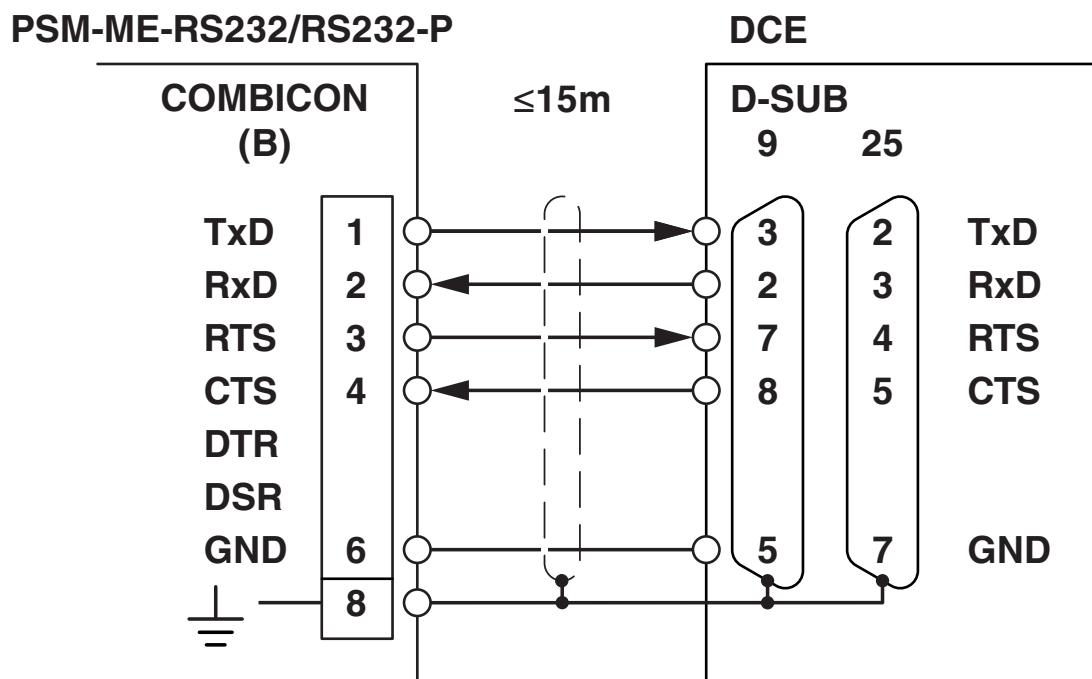 PSM-ME-RS232/RS232-P DCE
COMBICON ≤15m D-SUB
(B) 9 25
TxD 1 3 2 TxD
RxD 2 2 3 RxD
RTS 3 7 4 RTS
CTS 4 8 5 CTS
DTR
DSR
GND 6 5 7 GND
8